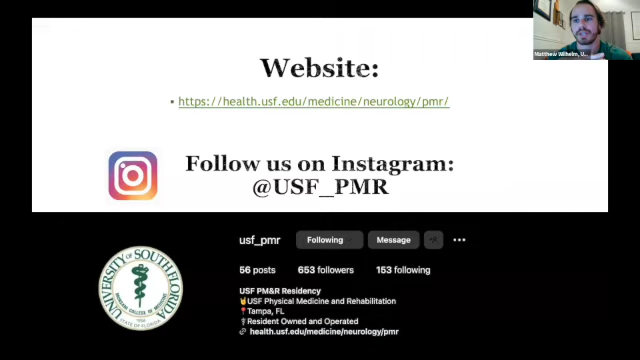 Website:
▪ https://health.usf.edu/medicine/neurology/pmr/
Follow us on Instagram:
@USF_PMR
Matthew Wilhelm, U...
usf_pmr
Following
Message
56 posts 653 followers 153 following
USF PM&R Residency
🤘USF Physical Medicine and Rehabilitation
📍Tampa, FL
⚕️Resident Owned and Operated
health.usf.edu/medicine/neurology/pmr
UNIVERSITY OF SOUTH FLORIDA
STATE OF FLORIDA